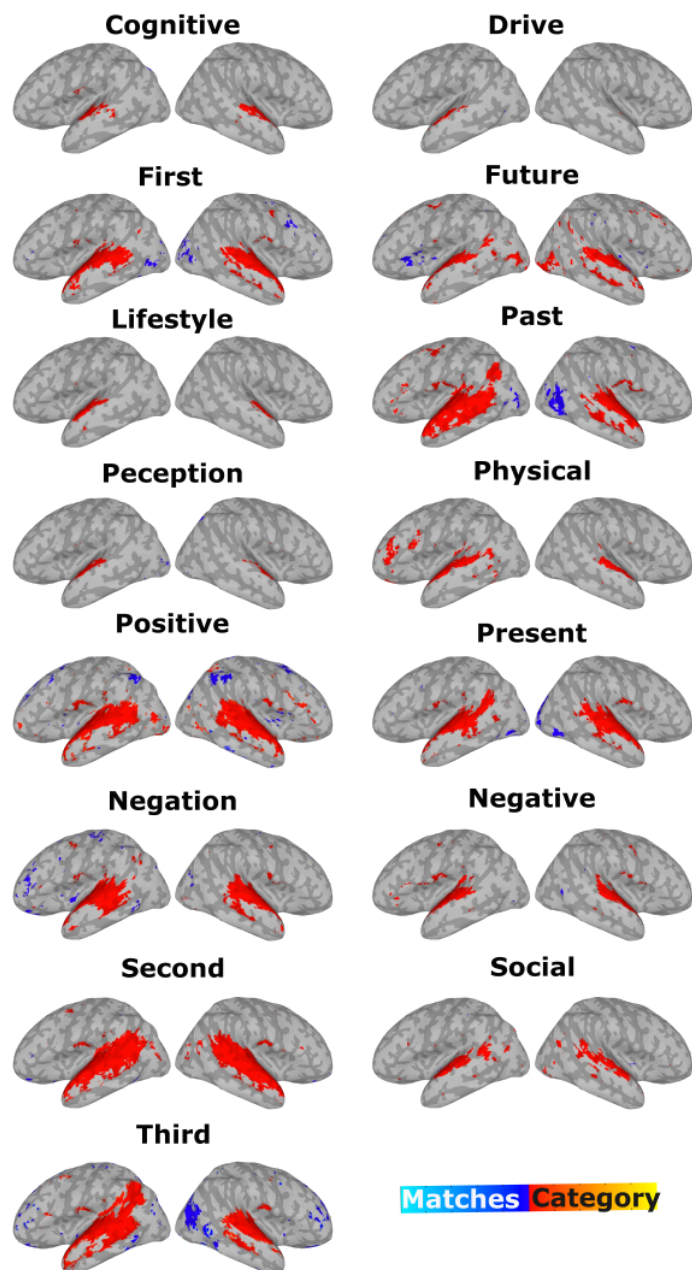 Cognitive
Drive
First
Future
Lifestyle
Past
Peception
Physical
Positive
Present
Negation
Negative
Second
Social
Third
Matches Category